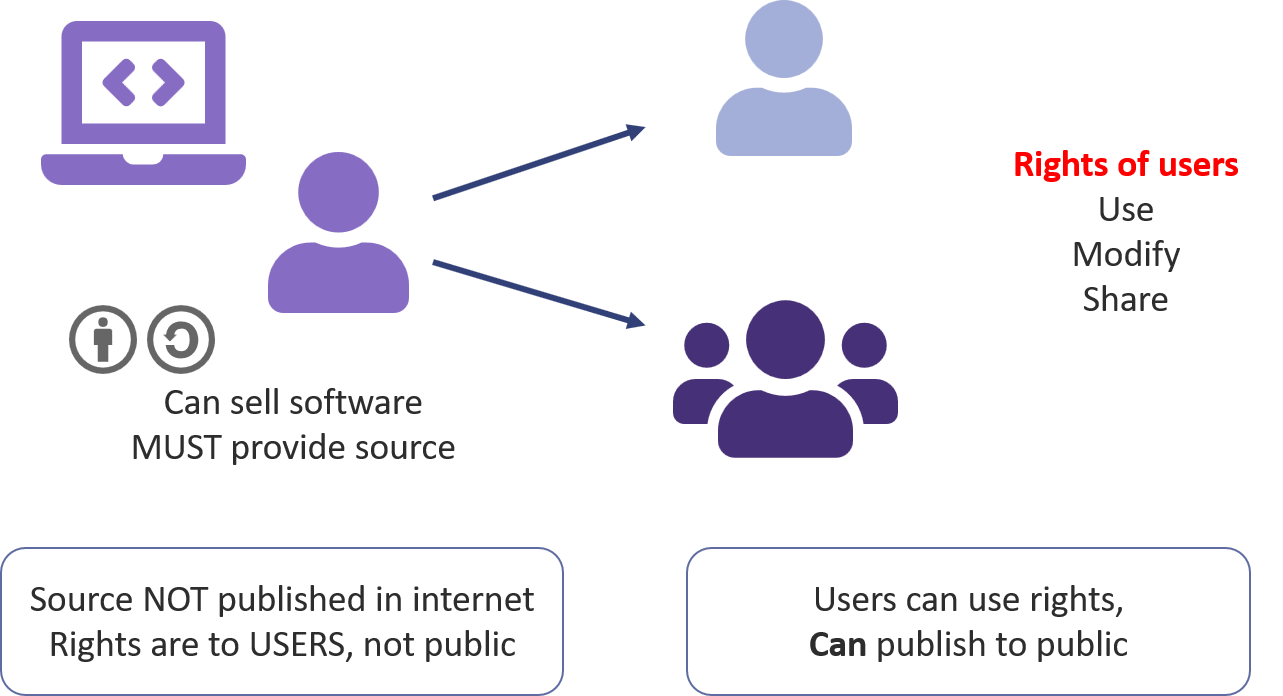 Rights of users
Use
Modify
Share
Can sell software
MUST provide source
Source NOT published in internet
Rights are to USERS, not public
Users can use rights,
Can publish to public